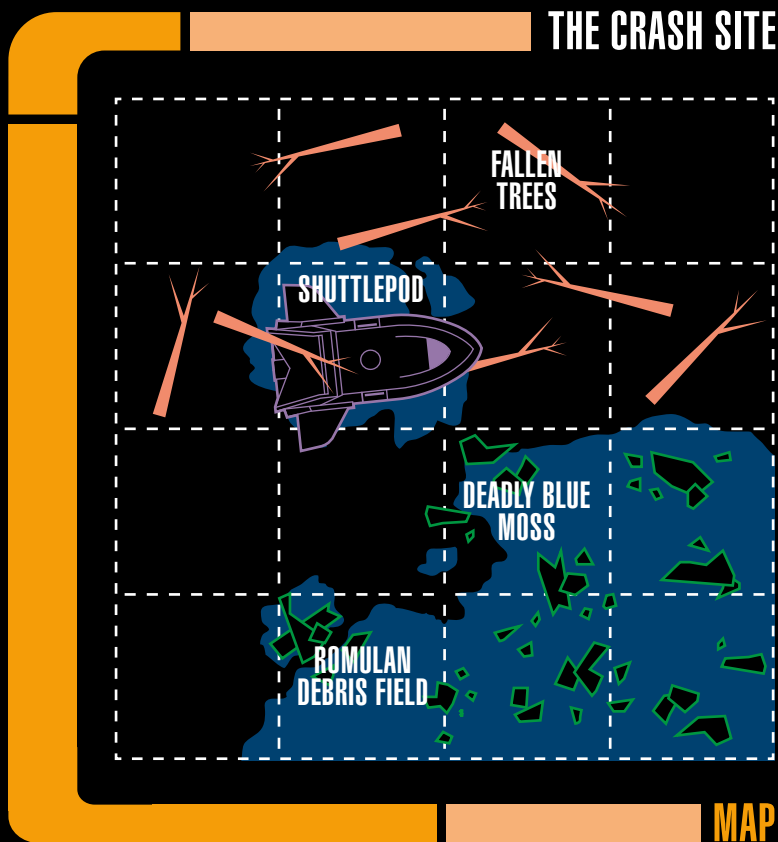 THE CRASH SITE
FALLEN
TREES
SHUTTLEPOD
DEADLY BLUE
MOSS
ROMULAN
DEBRIS FIELD
MAP